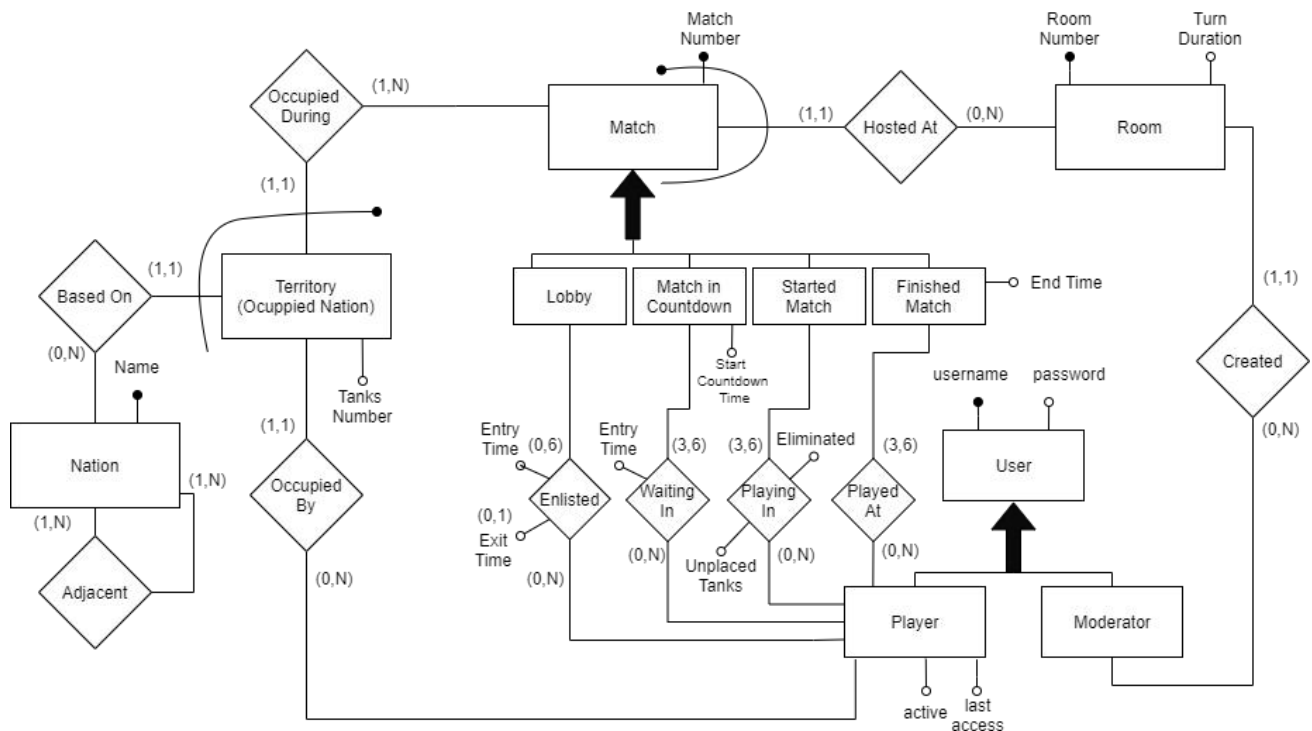 Match
Number
Room
Number
Turn
Duration
Occupied
During
(1,N)
Match
(1,1)
Hosted At
(0,N)
Room
(1,1)
Based On
(1,1)
Territory
(Ocuppied Nation)
Lobby
Match in
Countdown
Started
Match
Finished
Match
End Time
(1,1)
Created
(0,N)
Name
Tanks
Number
Start
Countdown
Time
username
password
Nation
(1,N)
(1,N)
Adjacent
(1,1)
Occupied
By
(0,N)
Entry
Time
(0,6)
Enlisted
(0,1)
Exit
Time
(0,N)
Entry
Time
(3,6)
Waiting
In
(0,N)
(3,6)
Eliminated
Playing
In
(0,N)
Unplaced
Tanks
(3,6)
Played
At
(0,N)
User
(0,N)
Player
Moderator
active
last
access